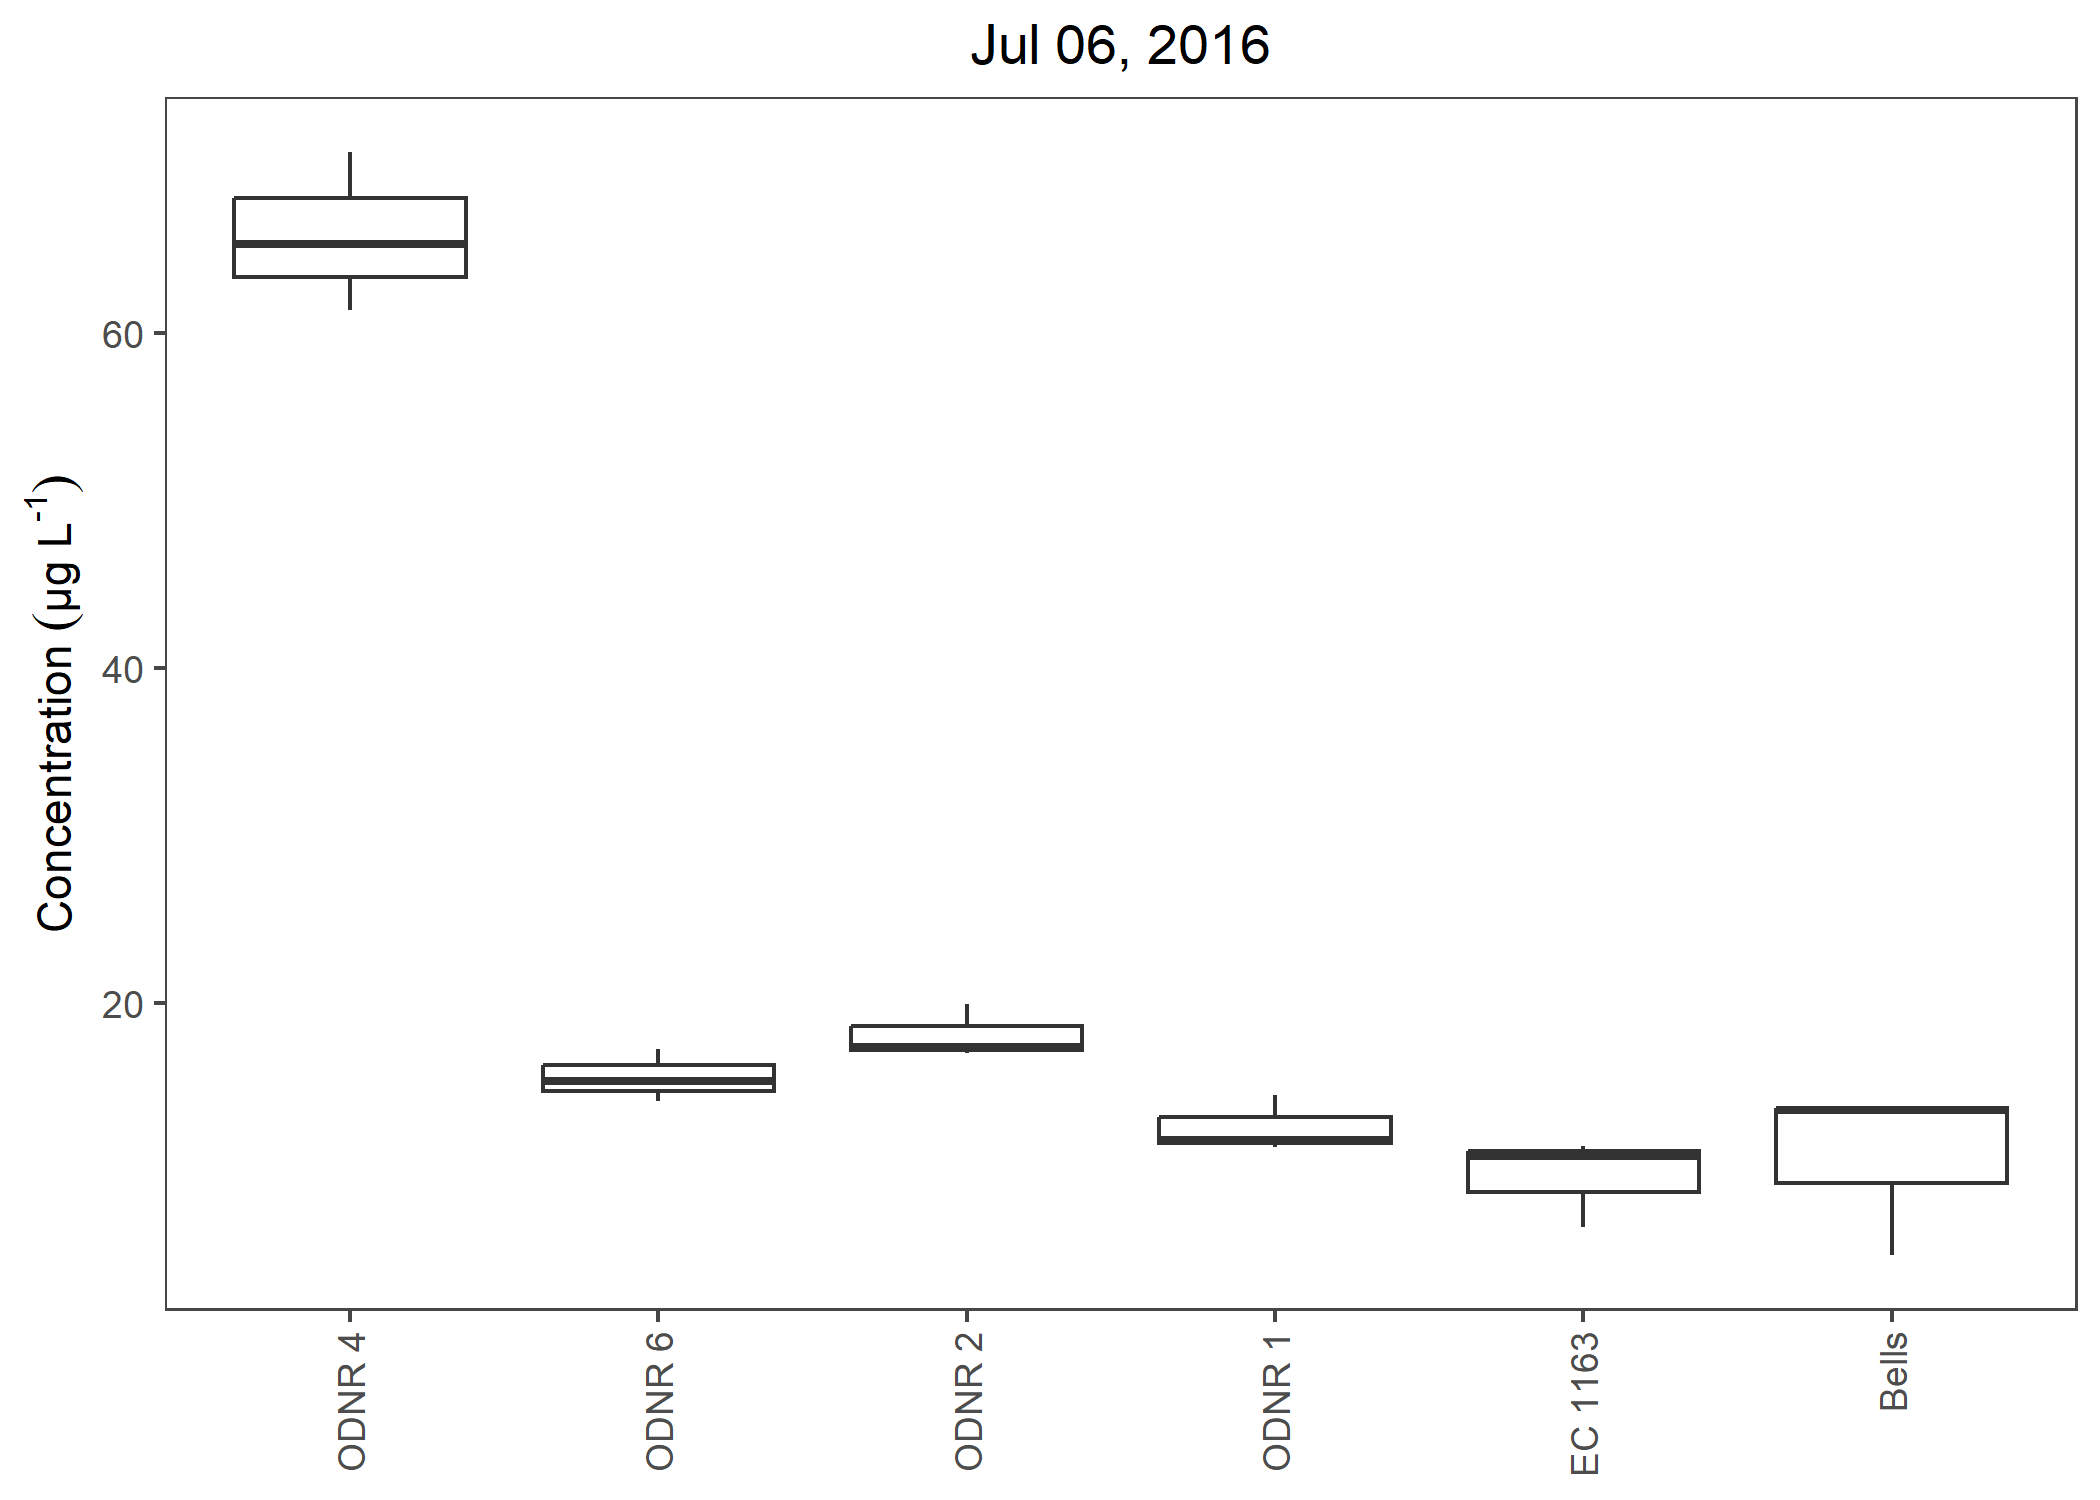 Jul 06, 2016
Concentration (µg L⁻¹)
60
40
20
ODNR 4
ODNR 6
ODNR 2
ODNR 1
EC 1163
Bells